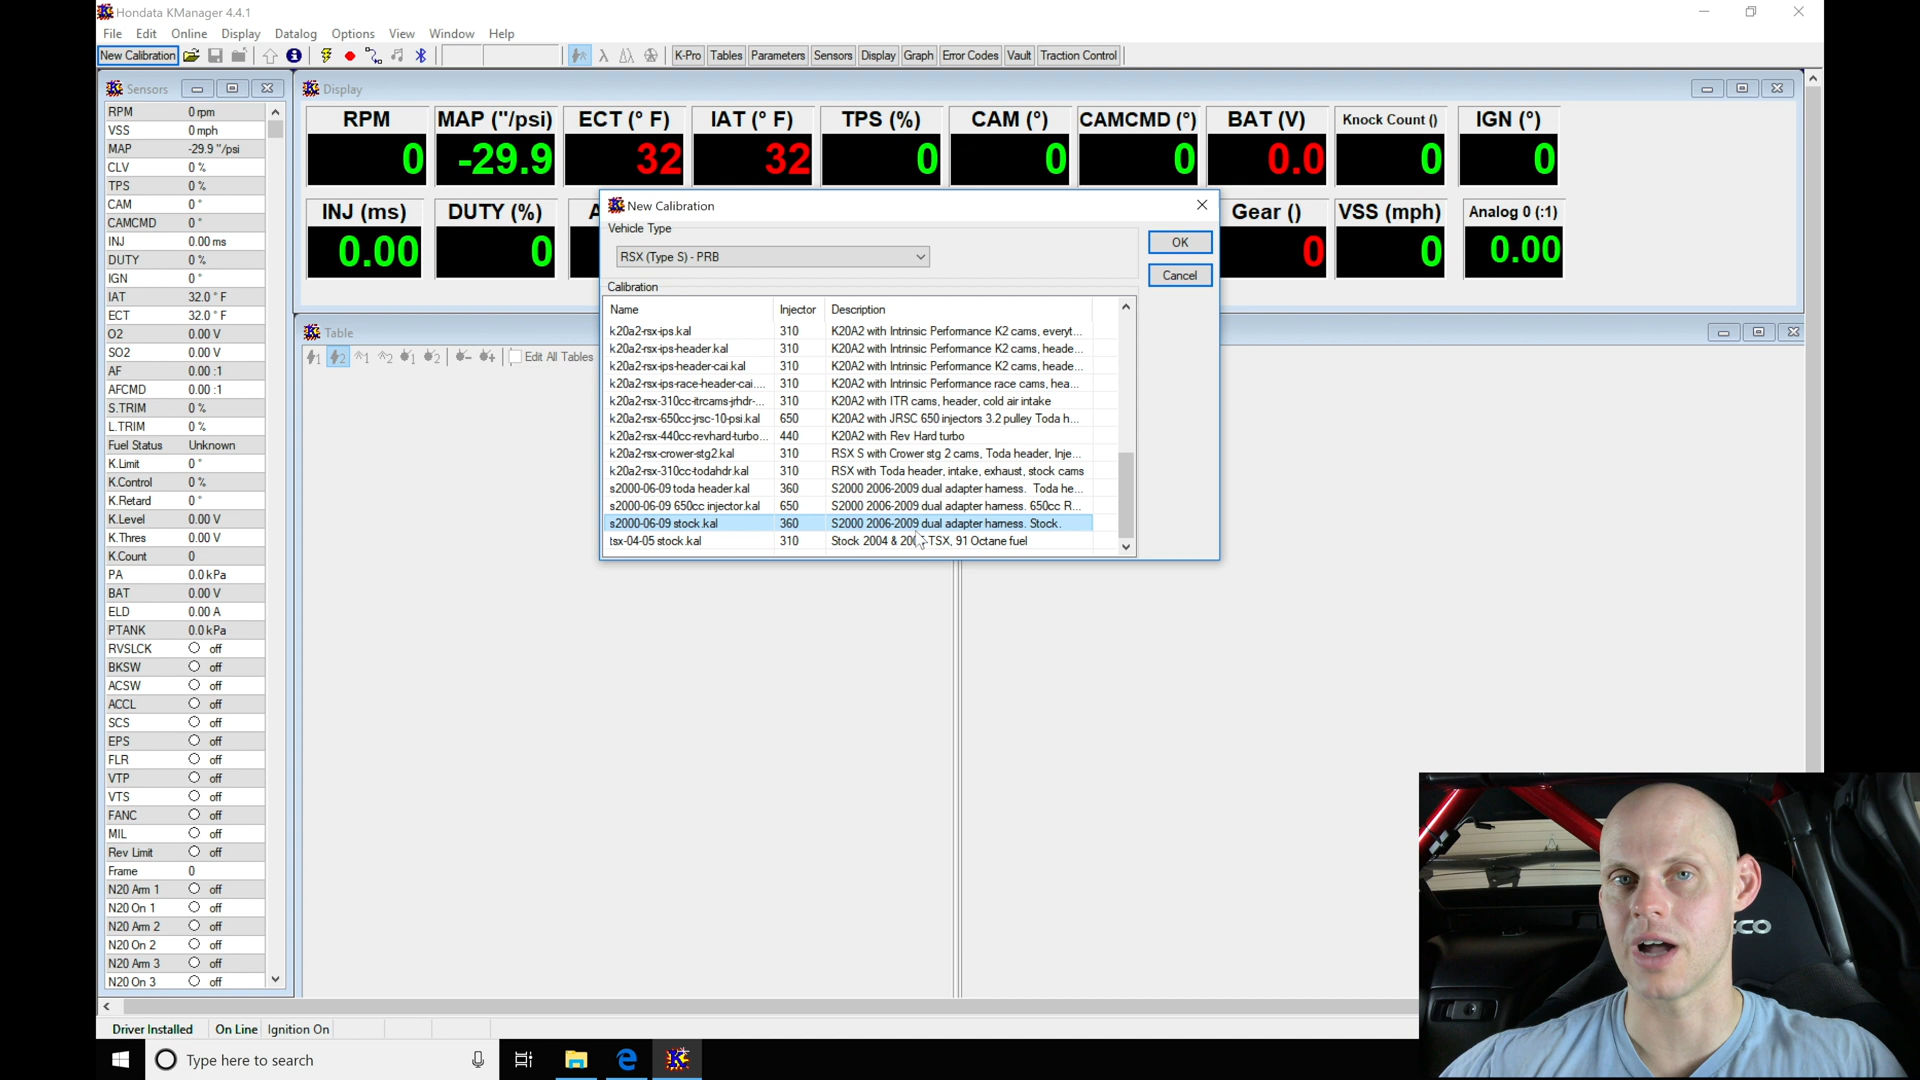 Hondata KManager 4.4.1
File Edit Online Display Datalog Options View Window Help
New Calibration K-Pro Tables Parameters Sensors Display Graph Error Codes Vault Traction Control
Sensors
RPM 0 rpm
VSS 0 mph
MAP -29.9 "/psi
CLV 0 %
TPS 0 %
CAM 0 °
CAMCMD 0 °
INJ 0.00 ms
DUTY 0 %
IGN 0 °
IAT 32.0 ° F
ECT 32.0 ° F
O2 0.00 V
SO2 0.00 V
AF 0.00 :1
AFCMD 0.00 :1
S.TRIM 0 %
L.TRIM 0 %
Fuel Status Unknown
K.Limit 0 °
K.Control 0 %
K.Retard 0 °
K.Level 0.00 V
K.Thres 0.00 V
K.Count 0
PA 0.0 kPa
BAT 0.00 V
ELD 0.00 A
PTANK 0.0 kPa
RVSLCK off
BKSW off
ACSW off
ACCL off
SCS off
EPS off
FLR off
VTP off
VTS off
FANC off
MIL off
Rev Limit off
Frame 0
N20 Arm 1 off
N20 On 1 off
N20 Arm 2 off
N20 On 2 off
N20 Arm 3 off
N20 On 3 off
Display
RPM MAP ("/psi) ECT (° F) IAT (° F) TPS (%) CAM (°) CAMCMD (°) BAT (V) Knock Count () IGN (°)
0 -29.9 32 32 0 0 0 0.0 0 0
INJ (ms) DUTY (%) A Gear () VSS (mph) Analog 0 (:1)
0.00 0 0 0 0.00
Table
1 2 1 2 1 2 Edit All Tables
New Calibration
Vehicle Type
RSX (Type S) - PRB
OK
Cancel
Calibration
Name Injector Description
k20a2-rsx-ips.kal 310 K20A2 with Intrinsic Performance K2 cams, everyt...
k20a2-rsx-ips-header.kal 310 K20A2 with Intrinsic Performance K2 cams, heade...
k20a2-rsx-ips-header-cai.kal 310 K20A2 with Intrinsic Performance K2 cams, heade...
k20a2-rsx-ips-race-header-cai.... 310 K20A2 with Intrinsic Performance race cams, hea...
k20a2-rsx-310cc-itrcams-jrhdr-... 310 K20A2 with ITR cams, header, cold air intake
k20a2-rsx-650cc-jrsc-10-psi.kal 650 K20A2 with JRSC 650 injectors 3.2 pulley Toda h...
k20a2-rsx-440cc-revhard-turbo... 440 K20A2 with Rev Hard turbo
k20a2-rsx-crower-stg2.kal 310 RSX S with Crower stg 2 cams, Toda header, Inje...
k20a2-rsx-310cc-todahdr.kal 310 RSX with Toda header, intake, exhaust, stock cams
s2000-06-09 toda header.kal 360 S2000 2006-2009 dual adapter harness. Toda he...
s2000-06-09 650cc injector.kal 650 S2000 2006-2009 dual adapter harness. 650cc R...
s2000-06-09 stock.kal 360 S2000 2006-2009 dual adapter harness. Stock.
tsx-04-05 stock.kal 310 Stock 2004 & 200 TSX, 91 Octane fuel
Driver Installed On Line Ignition On
Type here to search
CO